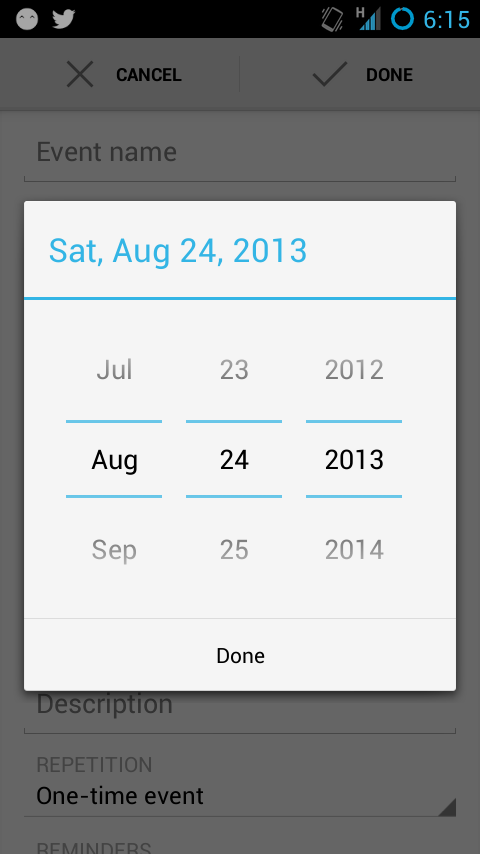 H 6:15
CANCEL DONE
Event name
Sat, Aug 24, 2013
Jul 23 2012
Aug 24 2013
Sep 25 2014
Done
Description
REPETITION
One-time event
REMINDERS